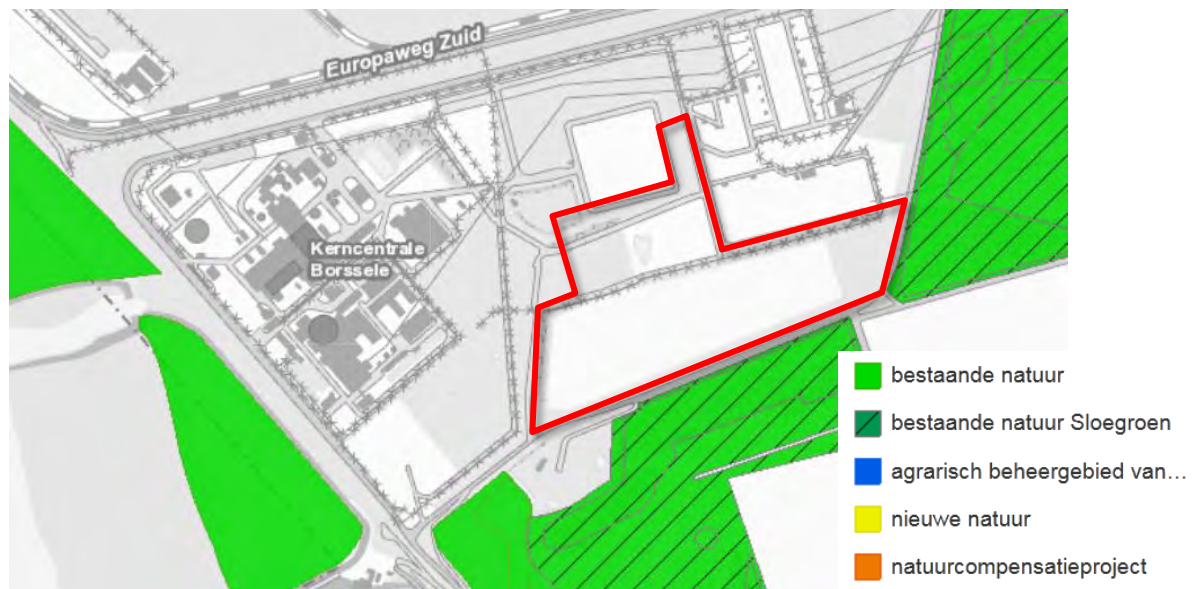 Europaweg Zuid
Kerncentrale
Borssele
bestaande natuur
bestaande natuur Sloegroen
agrarisch beheergebied van...
nieuwe natuur
natuurcompensatieproject